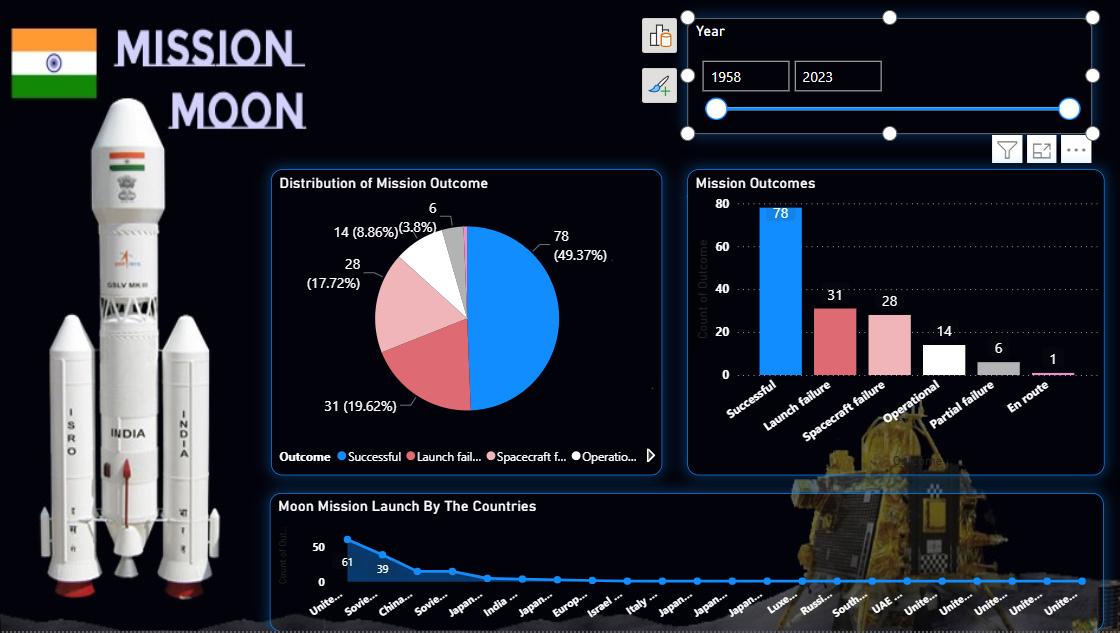 MISSION
MOON
Year
1958
2023
GSLV MKIII
ISRO
INDIA
INDIA
Distribution of Mission Outcome
78
(49.37%)
31 (19.62%)
28
(17.72%)
14 (8.86%)
6
(3.8%)
Outcome Successful Launch fail... Spacecraft f... Operatio...
Mission Outcomes
Count of Outcome
80
60
40
20
0
78
31
28
14
6
1
Successful
Launch failure
Spacecraft failure
Operational
Partial failure
En route
Outcome
Moon Mission Launch By The Countries
Count of Out...
50
0
61
39
Unite...
Sovie...
China...
Sovie...
Japan...
India ...
Japan...
Europ...
Israel ...
Italy ...
Japan...
Japan...
Japan...
Luxe...
Russi...
South...
UAE ...
Unite...
Unite...
Unite...
Unite...
Unite...